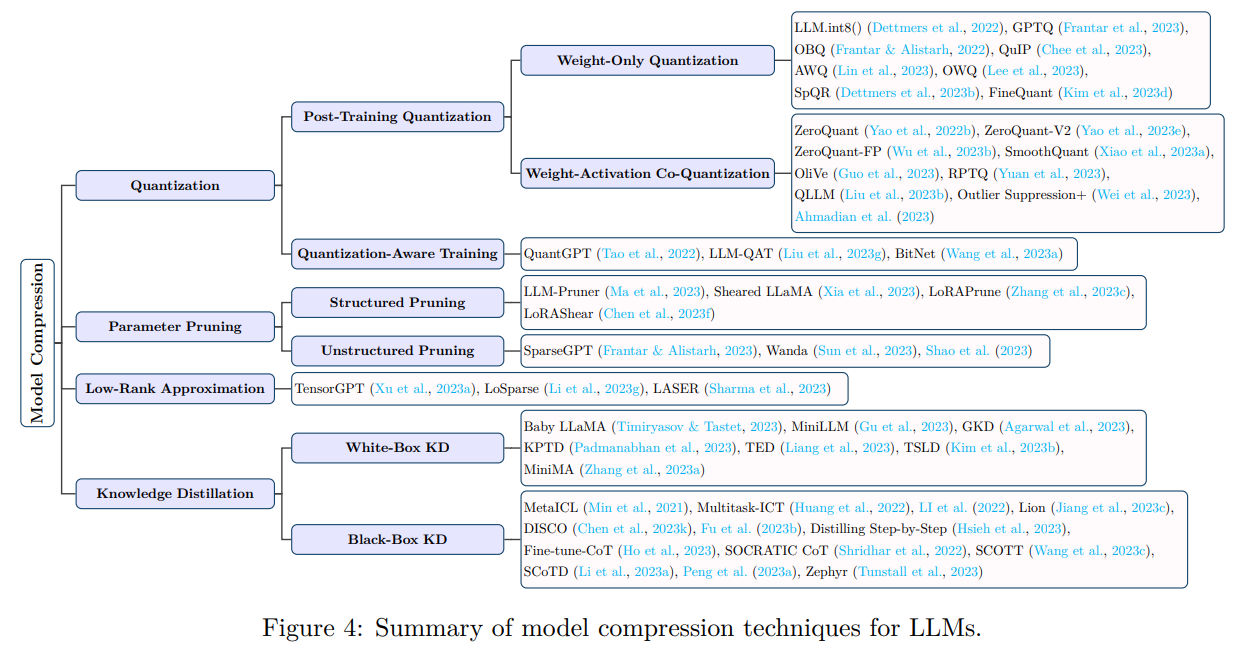 Model Compression
Quantization
Post-Training Quantization
Weight-Only Quantization
LLM.int8() (Dettmers et al., 2022), GPTQ (Frantar et al., 2023),
OBQ (Frantar & Alistarh, 2022), QuIP (Chee et al., 2023),
AWQ (Lin et al., 2023), OWQ (Lee et al., 2023),
SpQR (Dettmers et al., 2023b), FineQuant (Kim et al., 2023d)
Weight-Activation Co-Quantization
ZeroQuant (Yao et al., 2022b), ZeroQuant-V2 (Yao et al., 2023e),
ZeroQuant-FP (Wu et al., 2023b), SmoothQuant (Xiao et al., 2023a),
OliVe (Guo et al., 2023), RPTQ (Yuan et al., 2023),
QLLM (Liu et al., 2023b), Outlier Suppression+ (Wei et al., 2023),
Ahmadian et al. (2023)
Quantization-Aware Training
QuantGPT (Tao et al., 2022), LLM-QAT (Liu et al., 2023g), BitNet (Wang et al., 2023a)
Parameter Pruning
Structured Pruning
LLM-Pruner (Ma et al., 2023), Sheared LLaMA (Xia et al., 2023), LoRAPrune (Zhang et al., 2023c),
LoRAShear (Chen et al., 2023f)
Unstructured Pruning
SparseGPT (Frantar & Alistarh, 2023), Wanda (Sun et al., 2023), Shao et al. (2023)
Low-Rank Approximation
TensorGPT (Xu et al., 2023a), LoSparse (Li et al., 2023g), LASER (Sharma et al., 2023)
Knowledge Distillation
White-Box KD
Baby LLaMA (Timiryasov & Tastet, 2023), MiniLLM (Gu et al., 2023), GKD (Agarwal et al., 2023),
KPTD (Padmanabhan et al., 2023), TED (Liang et al., 2023), TSLD (Kim et al., 2023b),
MiniMA (Zhang et al., 2023a)
Black-Box KD
MetaICL (Min et al., 2021), Multitask-ICT (Huang et al., 2022), LI et al. (2022), Lion (Jiang et al., 2023c),
DISCO (Chen et al., 2023k), Fu et al. (2023b), Distilling Step-by-Step (Hsieh et al., 2023),
Fine-tune-CoT (Ho et al., 2023), SOCRATIC CoT (Shridhar et al., 2022), SCOTT (Wang et al., 2023c),
SCoTD (Li et al., 2023a), Peng et al. (2023a), Zephyr (Tunstall et al., 2023)
Figure 4: Summary of model compression techniques for LLMs.